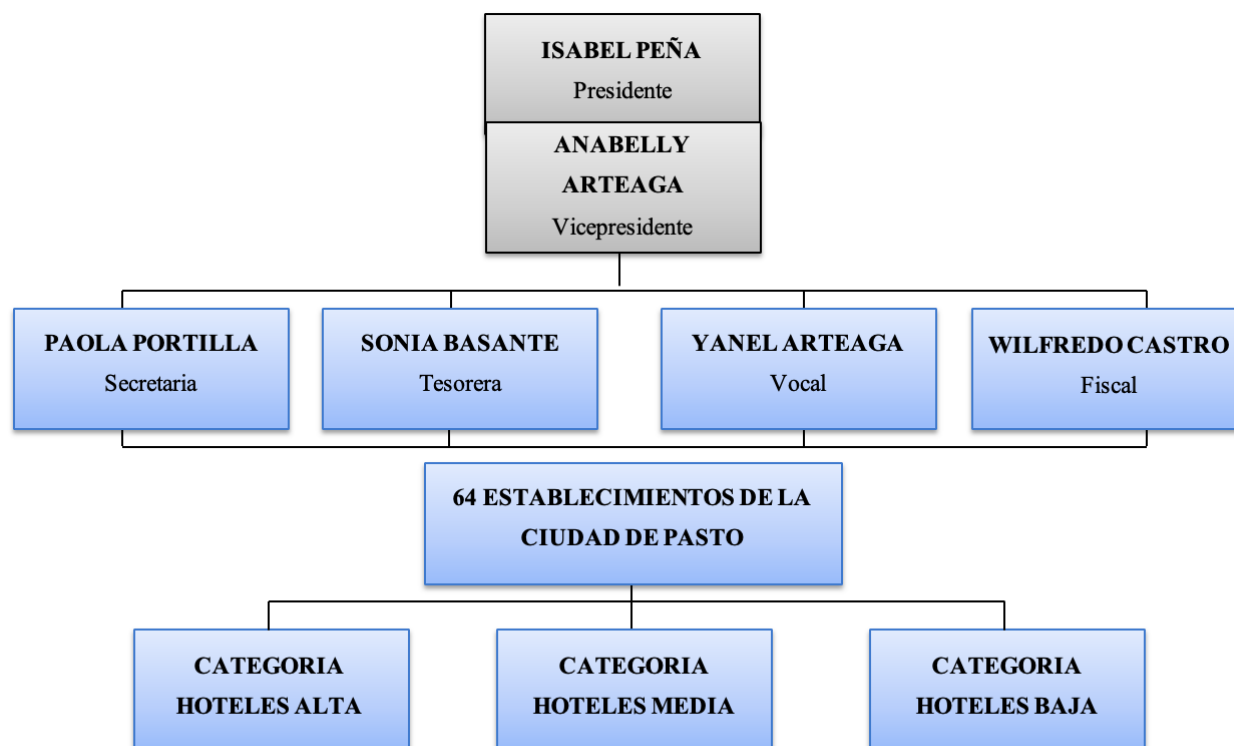 ISABEL PEÑA
Presidente
ANABELLY
ARTEAGA
Vicepresidente
PAOLA PORTILLA
Secretaria
SONIA BASANTE
Tesorera
YANEL ARTEAGA
Vocal
WILFREDO CASTRO
Fiscal
64 ESTABLECIMIENTOS DE LA
CIUDAD DE PASTO
CATEGORIA
HOTELES ALTA
CATEGORIA
HOTELES MEDIA
CATEGORIA
HOTELES BAJA